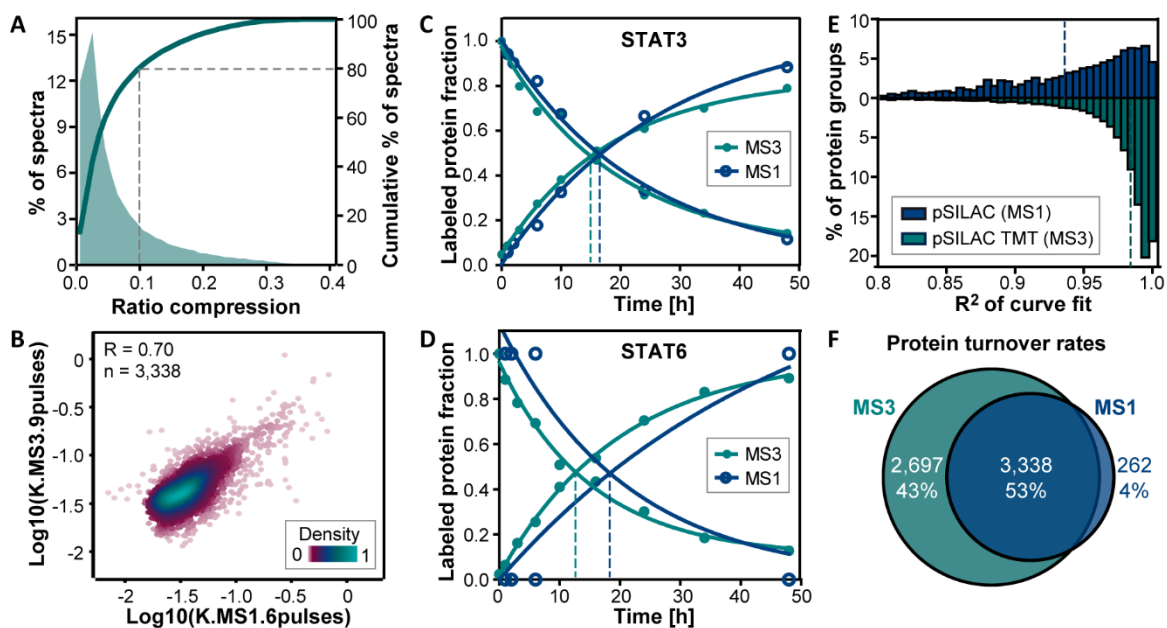 A
% of spectra
15
12
9
6
3
0
0
0.1
0.2
0.3
0.4
Ratio compression
100
80
60
40
20
0
Cumulative % of spectra
B
R = 0.70
n = 3,338
Log10(K.MS3.9pulses)
0
-0.5
-1.0
-1.5
-2
-2
-1.5
-1.0
-0.5
0
Log10(K.MS1.6pulses)
Density
0 1
C
STAT3
Labeled protein fraction
1.0
0.8
0.6
0.4
0.2
0.0
0
10
20
30
40
50
Time [h]
MS3
MS1
D
STAT6
Labeled protein fraction
1.0
0.8
0.6
0.4
0.2
0.0
0
10
20
30
40
50
Time [h]
MS3
MS1
E
% of protein groups
10
5
0
5
10
15
20
pSILAC (MS1)
pSILAC TMT (MS3)
0.8
0.85
0.9
0.95
1.0
R² of curve fit
F
Protein turnover rates
MS3
MS1
2,697
43%
3,338
53%
262
4%